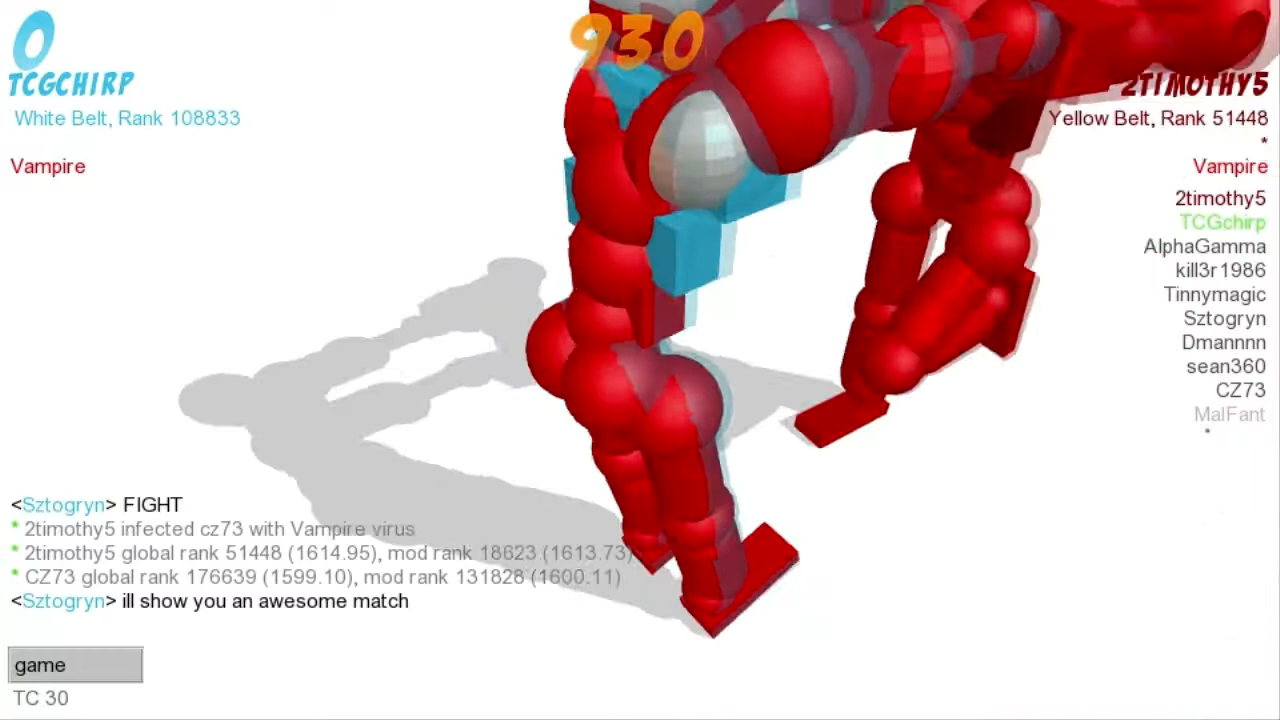 0
930
TCGCHIRP
2TIMOTHY5
White Belt, Rank 108833
Yellow Belt, Rank 51448
*
Vampire
Vampire
2timothy5
TCGchirp
AlphaGamma
kill3r1986
Tinnymagic
Sztogryn
Dmannnn
sean360
CZ73
MalFant
*
<Sztogryn> FIGHT
* 2timothy5 infected cz73 with Vampire virus
* 2timothy5 global rank 51448 (1614.95), mod rank 18623 (1613.73)
* CZ73 global rank 176639 (1599.10), mod rank 131828 (1600.11)
<Sztogryn> ill show you an awesome match
game
TC 30